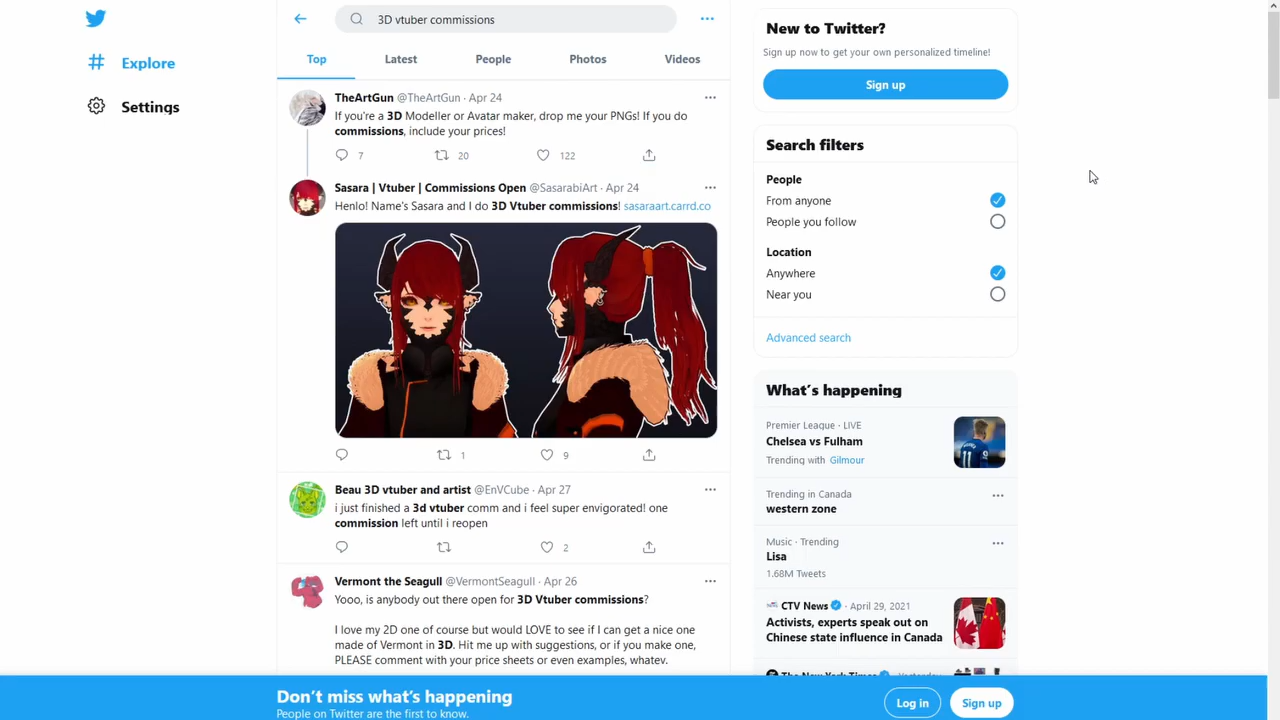 3D vtuber commissions
Explore
Settings
Top
Latest
People
Photos
Videos
TheArtGun @TheArtGun · Apr 24
If you're a 3D Modeller or Avatar maker, drop me your PNGs! If you do
commissions, include your prices!
7
20
122
Sasara | Vtuber | Commissions Open @SasarabiArt · Apr 24
Henlo! Name's Sasara and I do 3D Vtuber commissions! sasaraart.carrd.co
1
9
Beau 3D vtuber and artist @EnVCube · Apr 27
i just finished a 3d vtuber comm and i feel super envigorated! one
commission left until i reopen
2
Vermont the Seagull @VermontSeagull · Apr 26
Yooo, is anybody out there open for 3D Vtuber commissions?
I love my 2D one of course but would LOVE to see if I can get a nice one
made of Vermont in 3D. Hit me up with suggestions, or if you make one,
PLEASE comment with your price sheets or even examples, whatev.
New to Twitter?
Sign up now to get your own personalized timeline!
Sign up
Search filters
People
From anyone
People you follow
Location
Anywhere
Near you
Advanced search
What's happening
Premier League · LIVE
Chelsea vs Fulham
Trending with Gilmour
11
Trending in Canada
western zone
Music · Trending
Lisa
1.68M Tweets
CTV News · April 29, 2021
Activists, experts speak out on
Chinese state influence in Canada
The New York Times · Yesterday
Don't miss what's happening
People on Twitter are the first to know.
Log in
Sign up